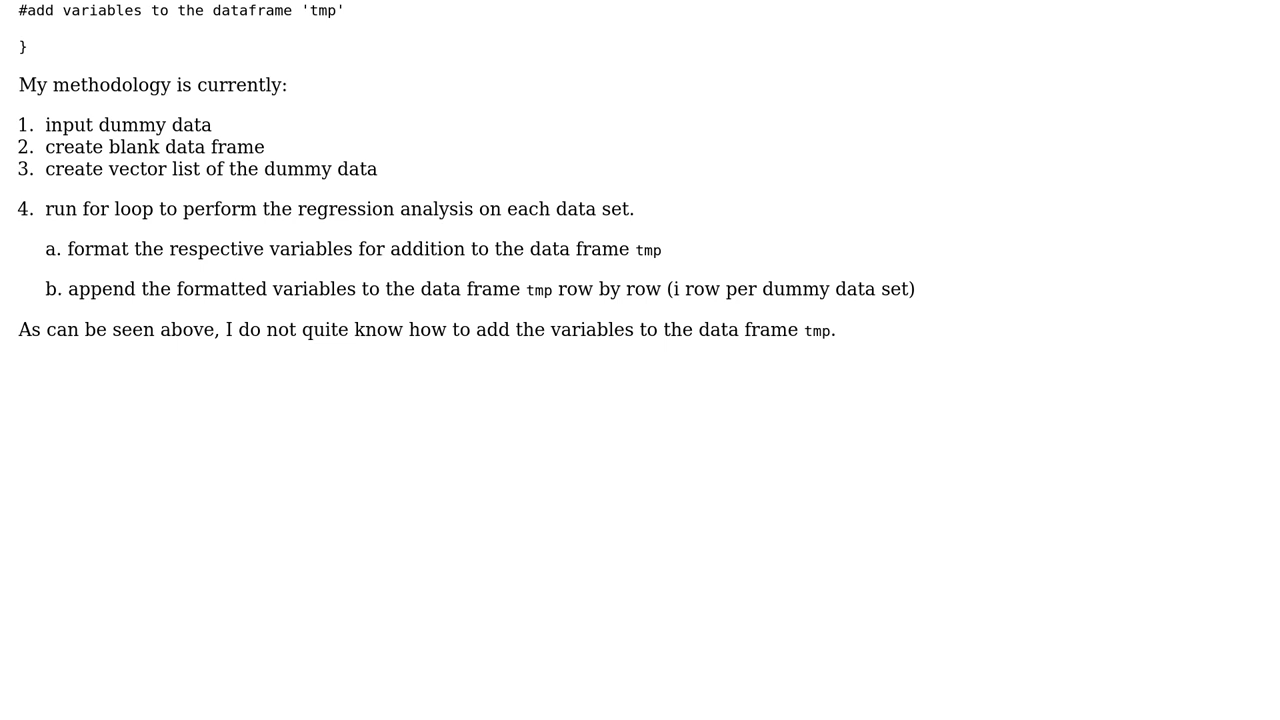 #add variables to the dataframe 'tmp'
}
My methodology is currently:
1. input dummy data
2. create blank data frame
3. create vector list of the dummy data
4. run for loop to perform the regression analysis on each data set.
a. format the respective variables for addition to the data frame tmp
b. append the formatted variables to the data frame tmp row by row (i row per dummy data set)
As can be seen above, I do not quite know how to add the variables to the data frame tmp.